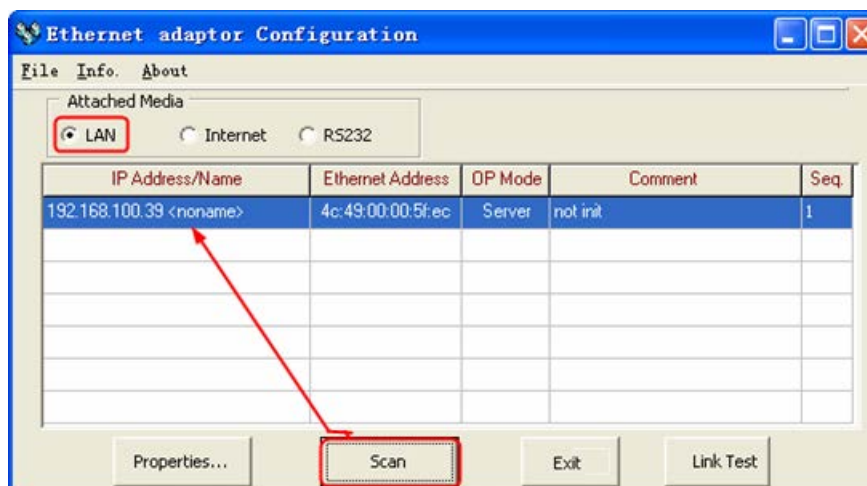 Ethernet adaptor Configuration
File Info. About
Attached Media
LAN Internet RS232
IP Address/Name Ethernet Address OP Mode Comment Seq.
192.168.100.39 <noname> 4c:49:00:00:5f:ec Server not init 1
Properties... Scan Exit Link Test